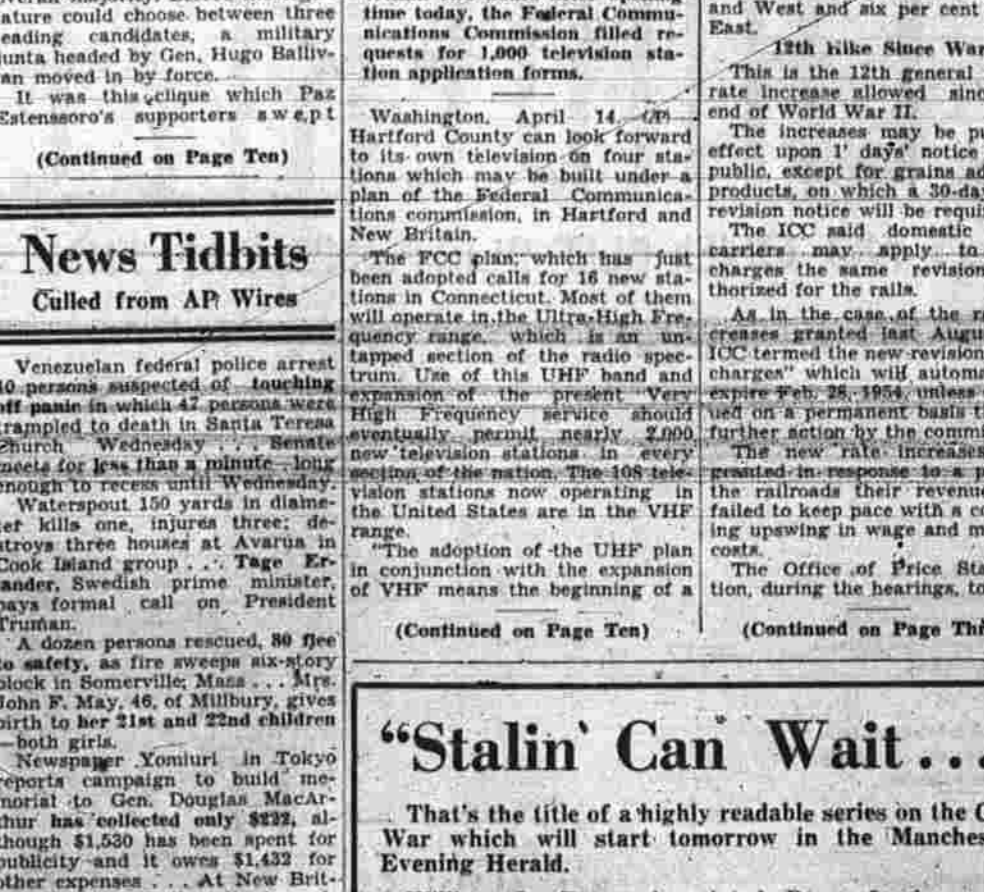 ature could choose between three
eading candidates, a military
junta headed by Gen. Hugo Balliv-
an moved in by force.
It was this clique which Paz
Estenssoro's supporters swept
(Continued on Page Ten)
News Tidbits
Culled from AP Wires
Venezuelan federal police arrest
10 persons suspected of touching
off panic in which 47 persons were
trampled to death in Santa Teresa
church Wednesday . . . Senate
meets for less than a minute—long
enough to recess until Wednesday.
Waterspout 150 yards in diame-
ter kills one, injures three; de-
stroys three houses at Avarua in
Cook Island group . . . Tage Er-
lander, Swedish prime minister,
pays formal call on President
Truman.
A dozen persons rescued, 80 flee
to safety, as fire sweeps six-story
block in Somerville, Mass . . . Mrs.
John F. May, 46, of Millbury, gives
birth to her 21st and 22nd children
—both girls.
Newspaper Yomiuri in Tokyo
reports campaign to build me-
morial to Gen. Douglas MacAr-
thur has collected only $232, al-
though $1,530 has been spent for
publicity and it owes $1,432 for
other expenses . . . At New Brit-
time today, the Federal Commu-
nications Commission filled re-
quests for 1,000 television sta-
tion application forms.
Washington, April 14 (AP)
Hartford County can look forward
to its own television on four sta-
tions which may be built under a
plan of the Federal Communica-
tions commission, in Hartford and
New Britain.
The FCC plan, which has just
been adopted calls for 16 new sta-
tions in Connecticut. Most of them
will operate in the Ultra-High Fre-
quency range, which is an un-
tapped section of the radio spec-
trum. Use of this UHF band and
expansion of the present Very
High Frequency service should
eventually permit nearly 2,000
new television stations in every
section of the nation. The 108 tele-
vision stations now operating in
the United States are in the VHF
range.
"The adoption of the UHF plan
in conjunction with the expansion
of VHF means the beginning of a
(Continued on Page Ten)
and West and six per cent
East.
12th Hike Since War
This is the 12th general
rate increase allowed sinc
end of World War II.
The increases may be pu
effect upon 1' days' notice
public, except for grains ad
products, on which a 30-da
revision notice will be requi
The ICC said domestic
carriers may apply to
charges the same revision
thorized for the rails.
As in the case of the ra
creases granted last Augu
ICC termed the new revision
charges" which will automa
expire Feb. 28, 1954, unless
ued on a permanent basis t
further action by the commi
The new rate increases
granted in response to a p
the railroads their revenue
failed to keep pace with a co
ing upswing in wage and m
costs.
The Office of Price Sta
tion, during the hearings, to
(Continued on Page Thi
"Stalin Can Wait...
That's the title of a highly readable series on the C
War which will start tomorrow in the Manches
Evening Herald.